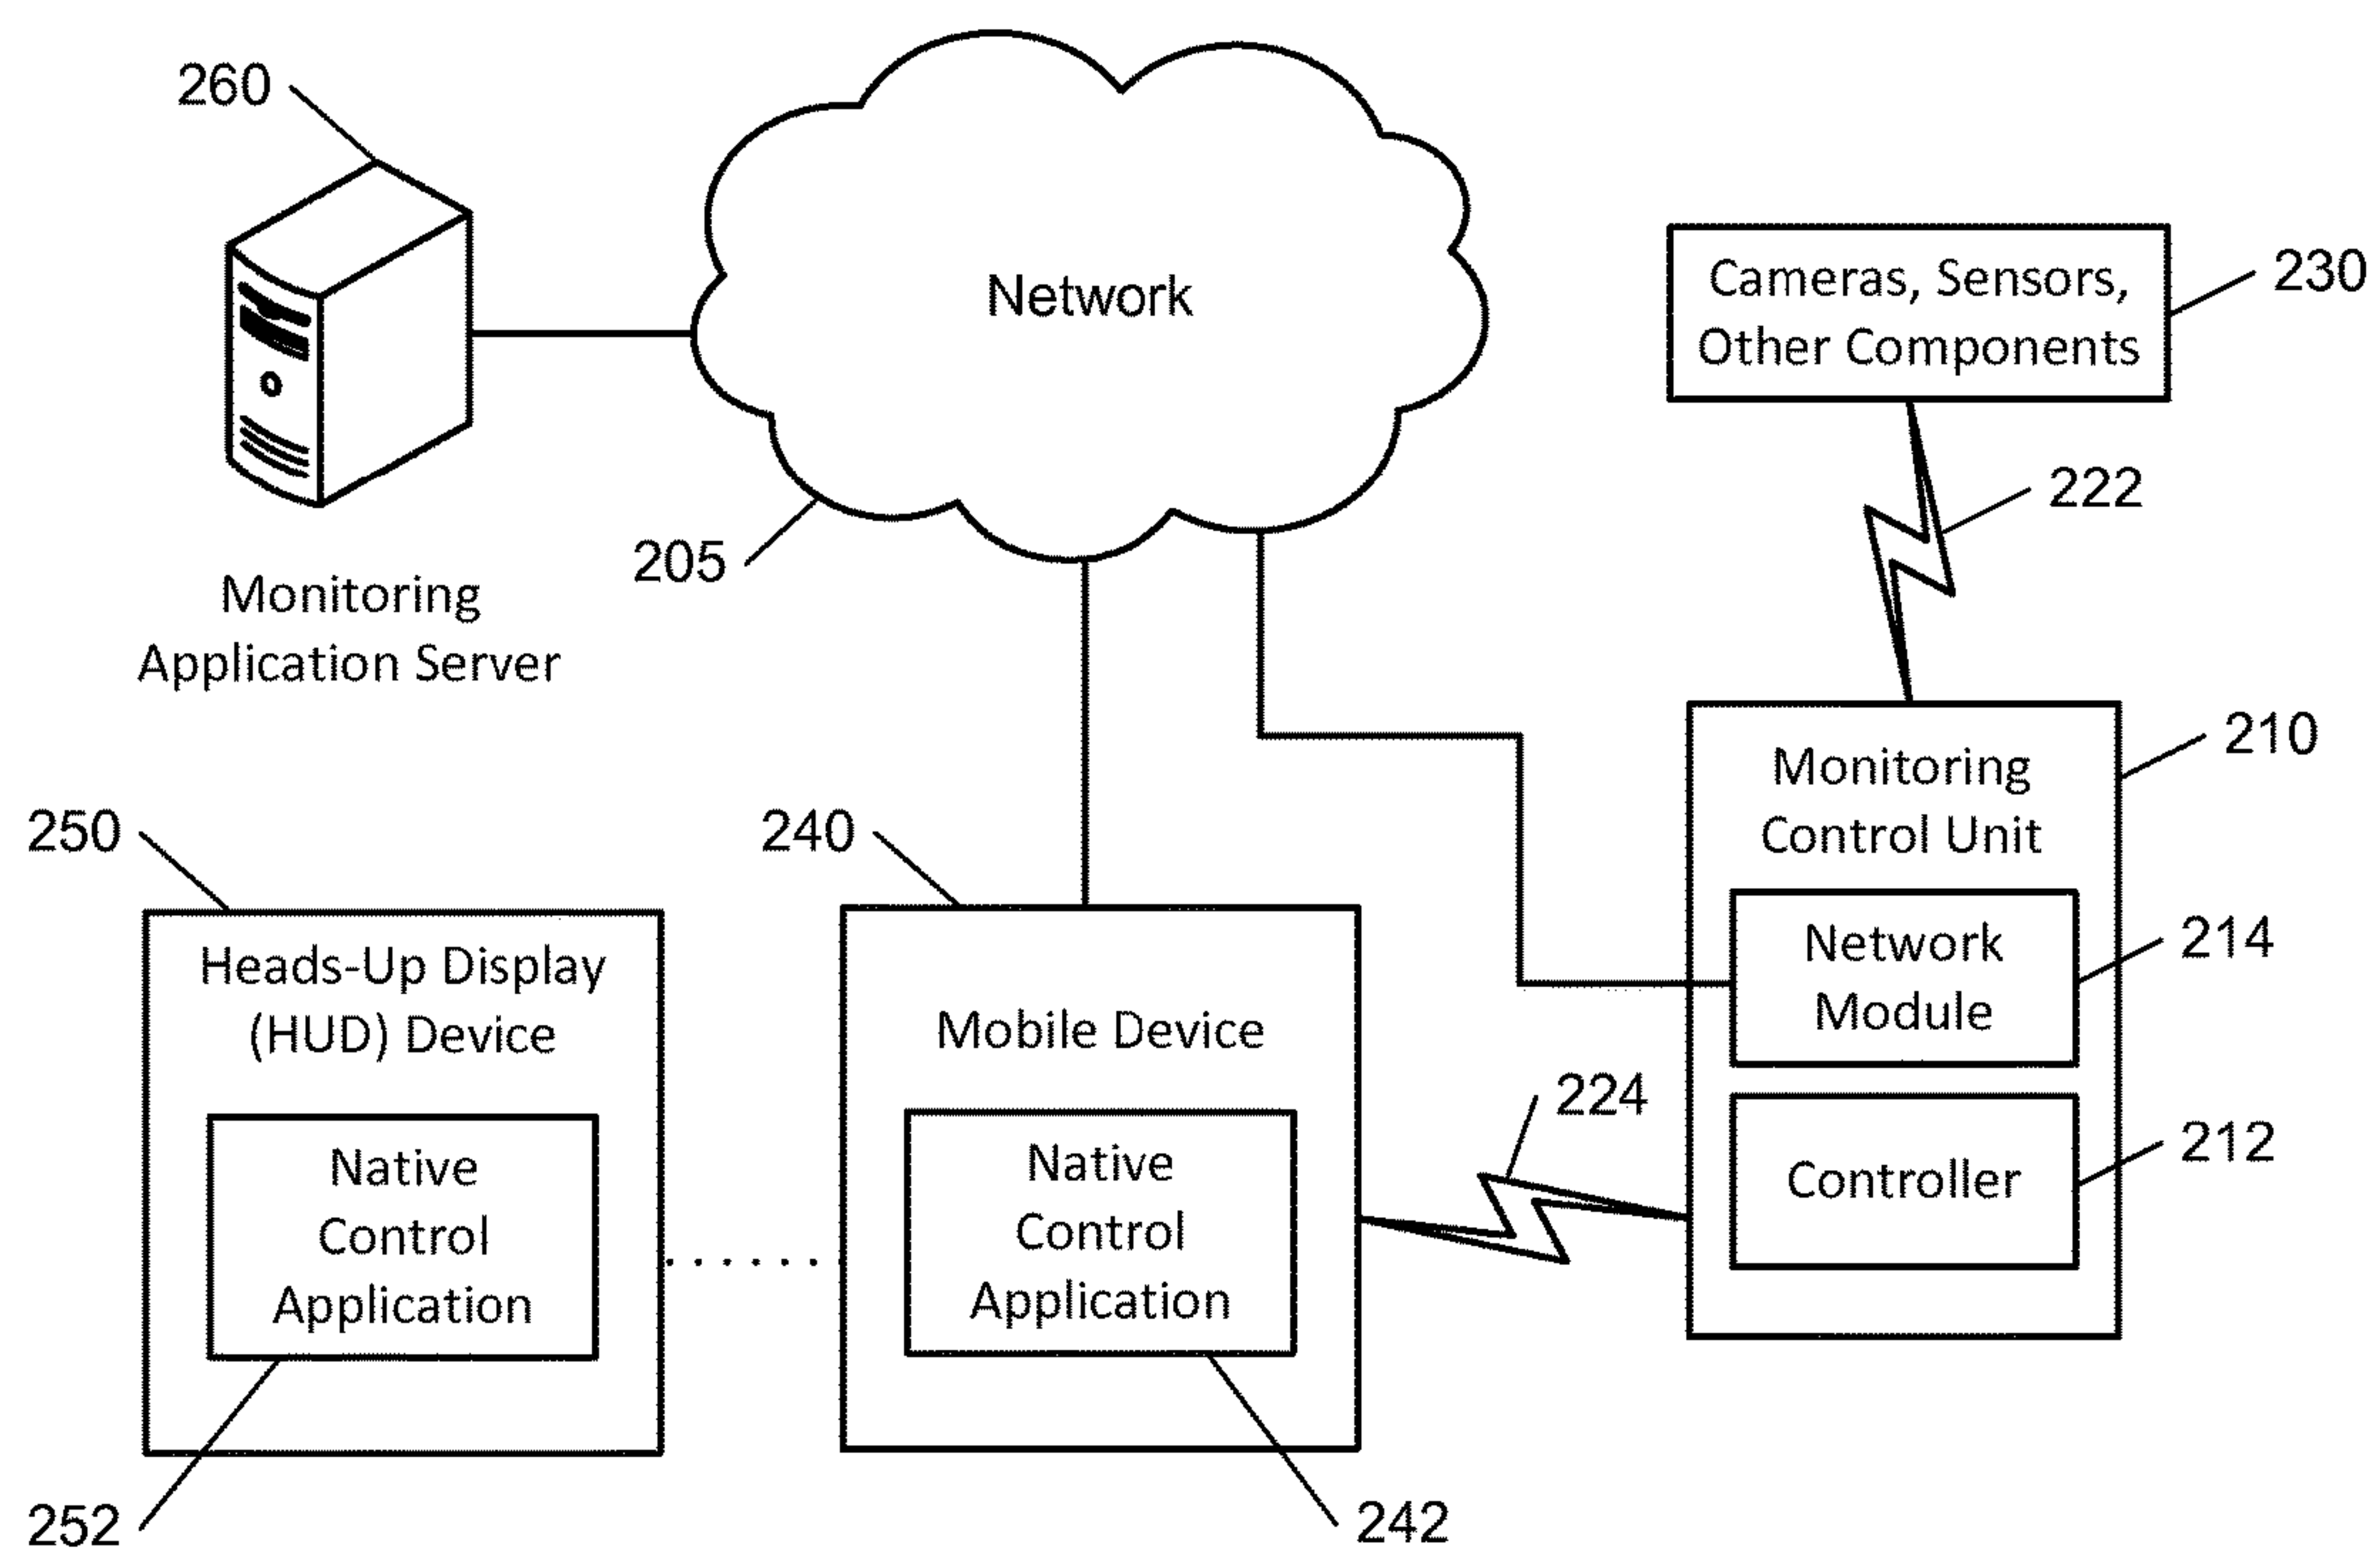 260
Network
Cameras, Sensors,
Other Components
230
222
205
Monitoring
Application Server
210
Monitoring
Control Unit
250
240
Network
Module
214
Heads-Up Display
(HUD) Device
Mobile Device
224
212
Controller
Native
Control
Application
Native
Control
Application
252
242